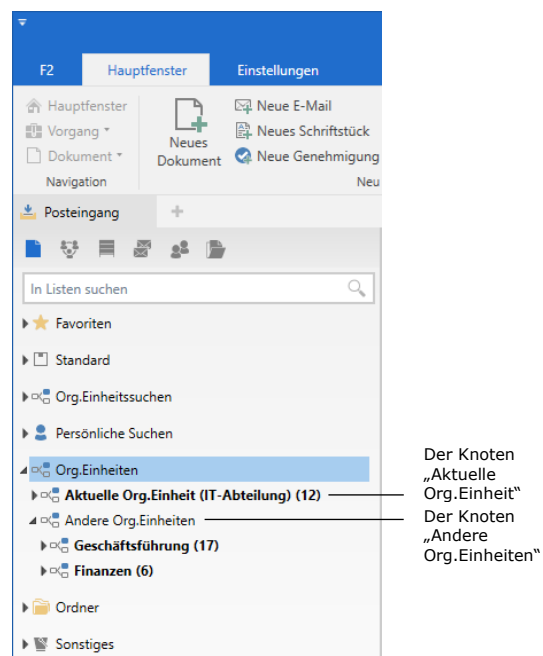 F2 Hauptfenster Einstellungen
Hauptfenster
Vorgang
Dokument
Navigation
Neues
Dokument
Neue E-Mail
Neues Schriftstück
Neue Genehmigung
Neu
Posteingang
In Listen suchen
Favoriten
Standard
Org.Einheitssuchen
Persönliche Suchen
Org.Einheiten
Aktuelle Org.Einheit (IT-Abteilung) (12)
Andere Org.Einheiten
Geschäftsführung (17)
Finanzen (6)
Ordner
Sonstiges
Der Knoten
„Aktuelle
Org.Einheit“
Der Knoten
„Andere
Org.Einheiten“